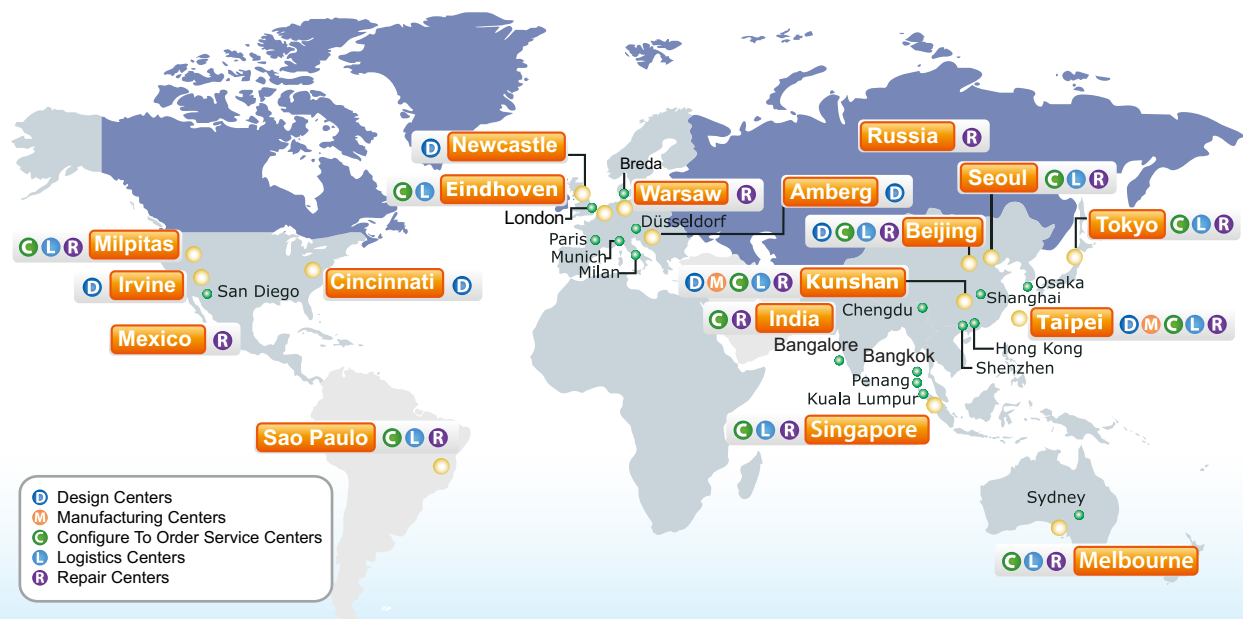 Russia R
D Newcastle
Breda
C L Eindhoven
Warsaw R
Amberg D
Seoul C L R
London
Düsseldorf
Tokyo C L R
D C L R Beijing
Paris
Munich
Milan
C L R Milpitas
D Irvine
San Diego
Cincinnati D
D M C L R Kunshan
Osaka
Shanghai
Chengdu
C R India
Taipei D M C L R
Mexico R
Bangalore
Bangkok
Hong Kong
Shenzhen
Penang
Kuala Lumpur
C L R Singapore
Sao Paulo C L R
Sydney
C L R Melbourne
D Design Centers
M Manufacturing Centers
C Configure To Order Service Centers
L Logistics Centers
R Repair Centers